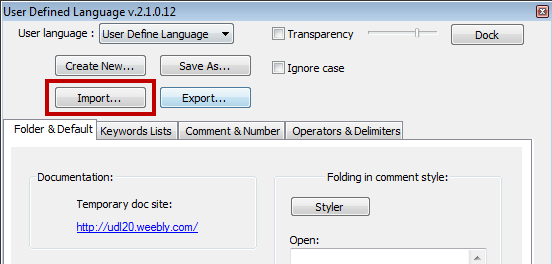 User Defined Language v.2.1.0.12
User language : User Define Language Transparency Dock
Create New... Save As... Ignore case
Import... Export...
Folder & Default Keywords Lists Comment & Number Operators & Delimiters
Documentation: Folding in comment style:
Temporary doc site: Styler
http://udl20.weebly.com/
Open: